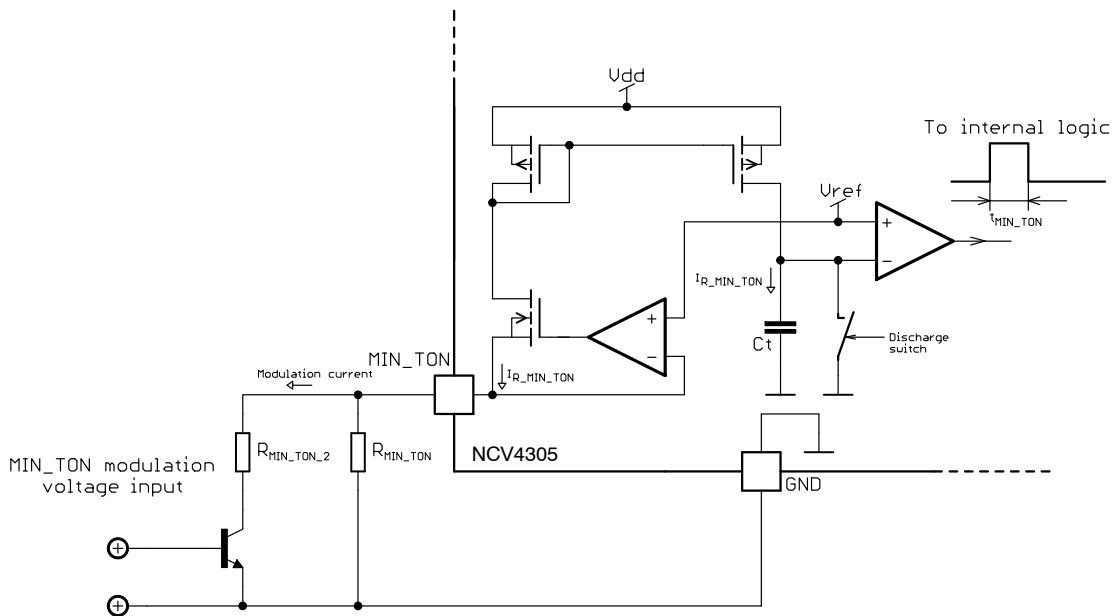 Vdd
To internal logic
Vref
tMIN_TON
+
−
IR_MIN_TON
+
−
Ct
Discharge
switch
MIN_TON
Modulation current
IR_MIN_TON
RMIN_TON_2
RMIN_TON
NCV4305
MIN_TON modulation
voltage input
GND